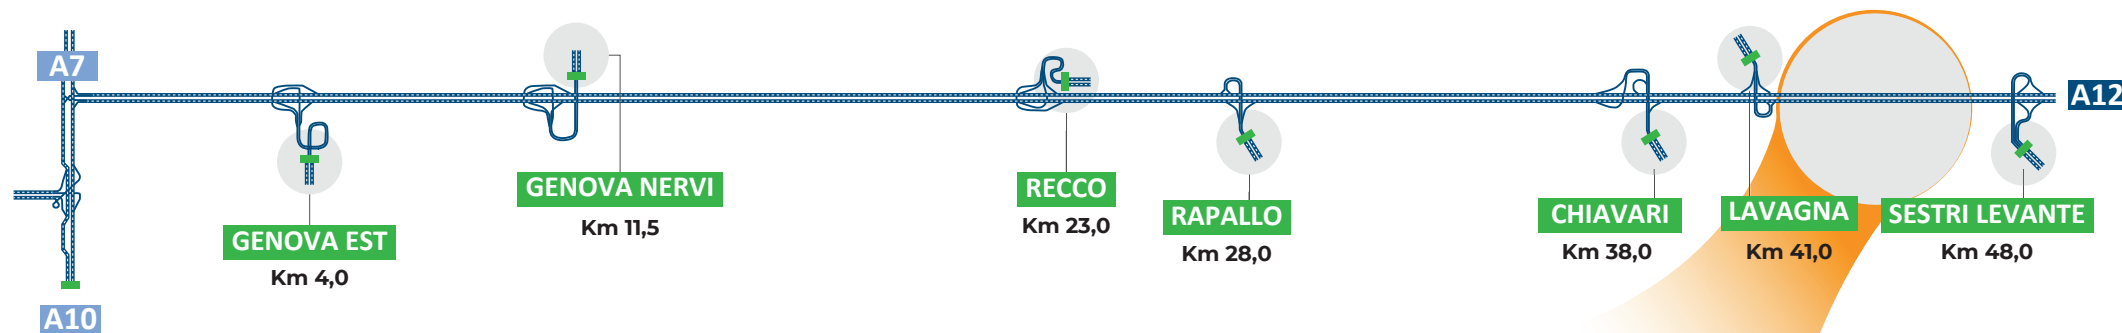 A7
A10
GENOVA EST
Km 4,0
GENOVA NERVI
Km 11,5
RECCO
Km 23,0
RAPALLO
Km 28,0
CHIAVARI
Km 38,0
LAVAGNA
Km 41,0
SESTRI LEVANTE
Km 48,0
A12